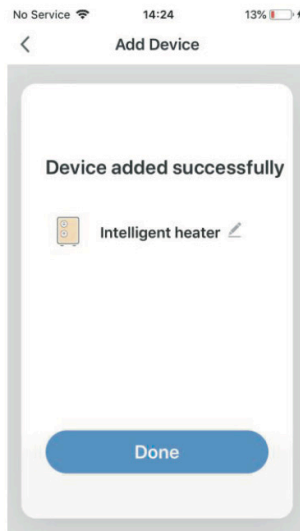 No Service 14:24 13%
Add Device
Device added successfully
Intelligent heater
Done